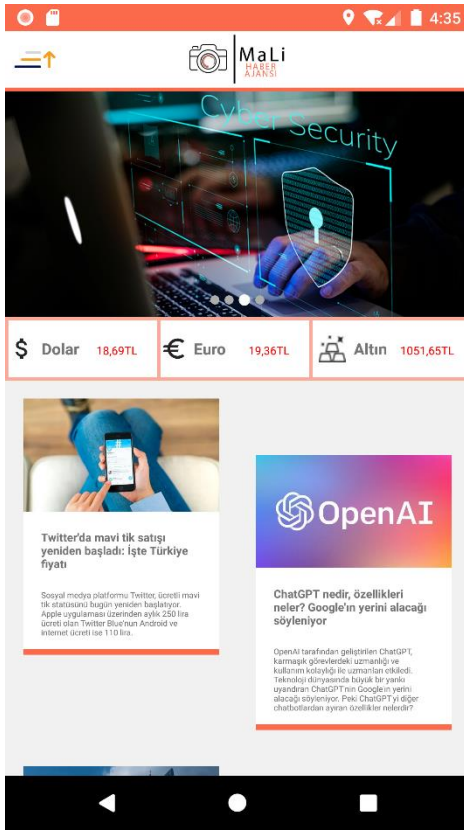 4:35
MaLi
HABER
AJANSI
Cyber Security
$ Dolar 18,69TL
€ Euro 19,36TL
Altın 1051,65TL
Twitter'da mavi tik satışı
yeniden başladı: İşte Türkiye
fiyatı
Sosyal medya platformu Twitter, ücretli mavi
tik statüsünü bugün yeniden başlatıyor.
Apple uygulaması üzerinden aylık 250 lira
ücreti olan Twitter Blue'nun Android ve
internet ücreti ise 110 lira.
OpenAI
ChatGPT nedir, özellikleri
neler? Google'ın yerini alacağı
söyleniyor
OpenAI tarafından geliştirilen ChatGPT,
karmaşık görevlerdeki uzmanlığı ve
kullanım kolaylığı ile uzmanları etkiledi.
Teknoloji dünyasında büyük bir yankı
uyandıran ChatGPT'nin Google'ın yerini
alacağı söyleniyor. Peki ChatGPT'yi diğer
chatbotlardan ayıran özellikler nelerdir?